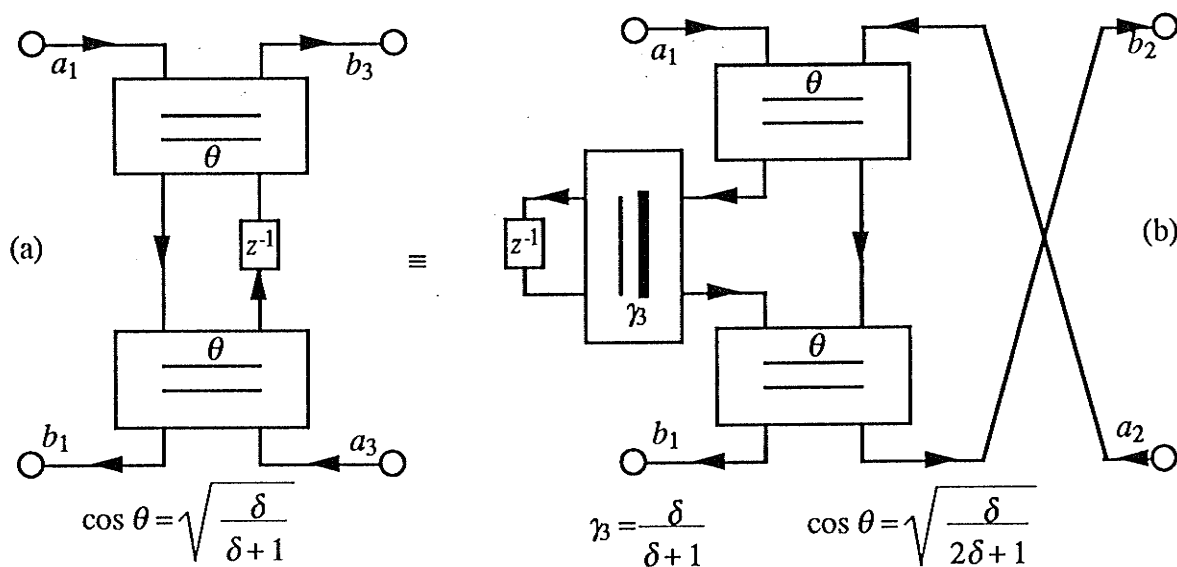 a₁ b₃
θ
z⁻¹
(a)
θ
b₁ a₃
cos θ = √(δ/(δ+1))
≡
a₁ b₂
θ
z⁻¹
γ₃
(b)
θ
b₁ a₂
γ₃ = δ/(δ+1) cos θ = √(δ/(2δ+1))